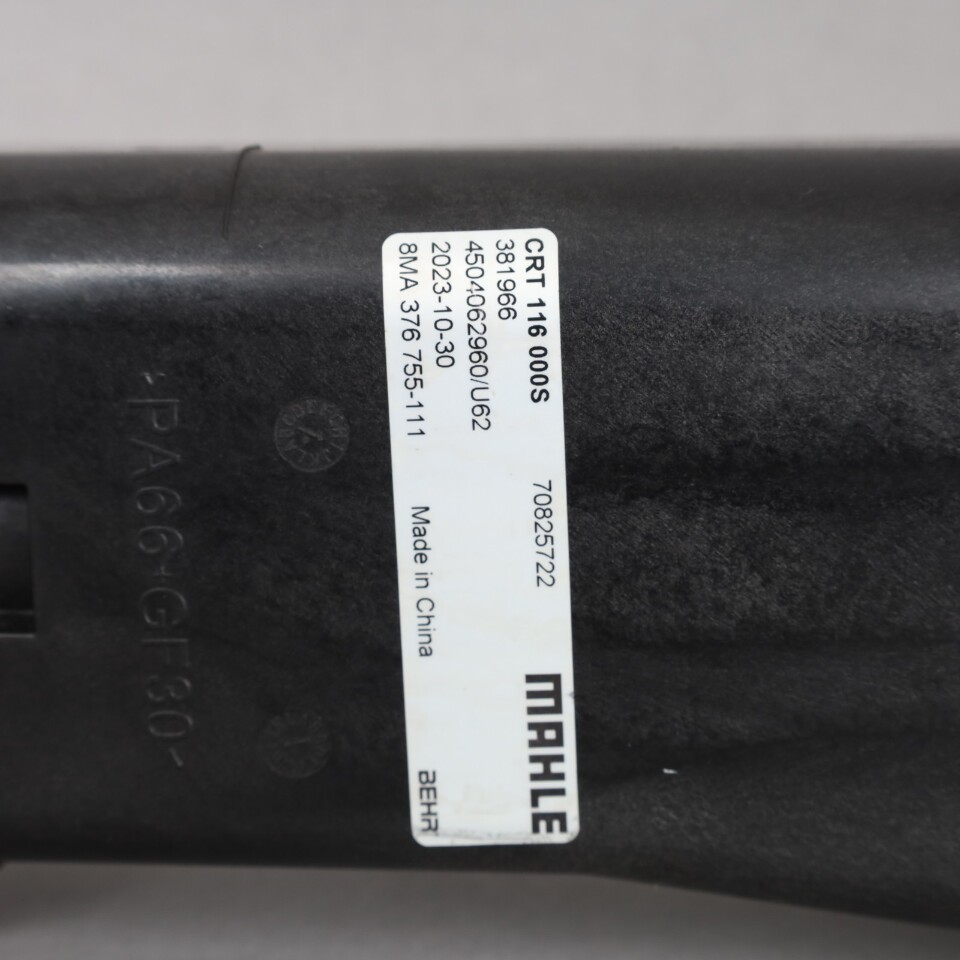 CRT 116 000S 70825722
381966
4504062960/U62
2023-10-30
8MA 376 755-111 Made in China
MAHLE
BEHR
PA66-GF30